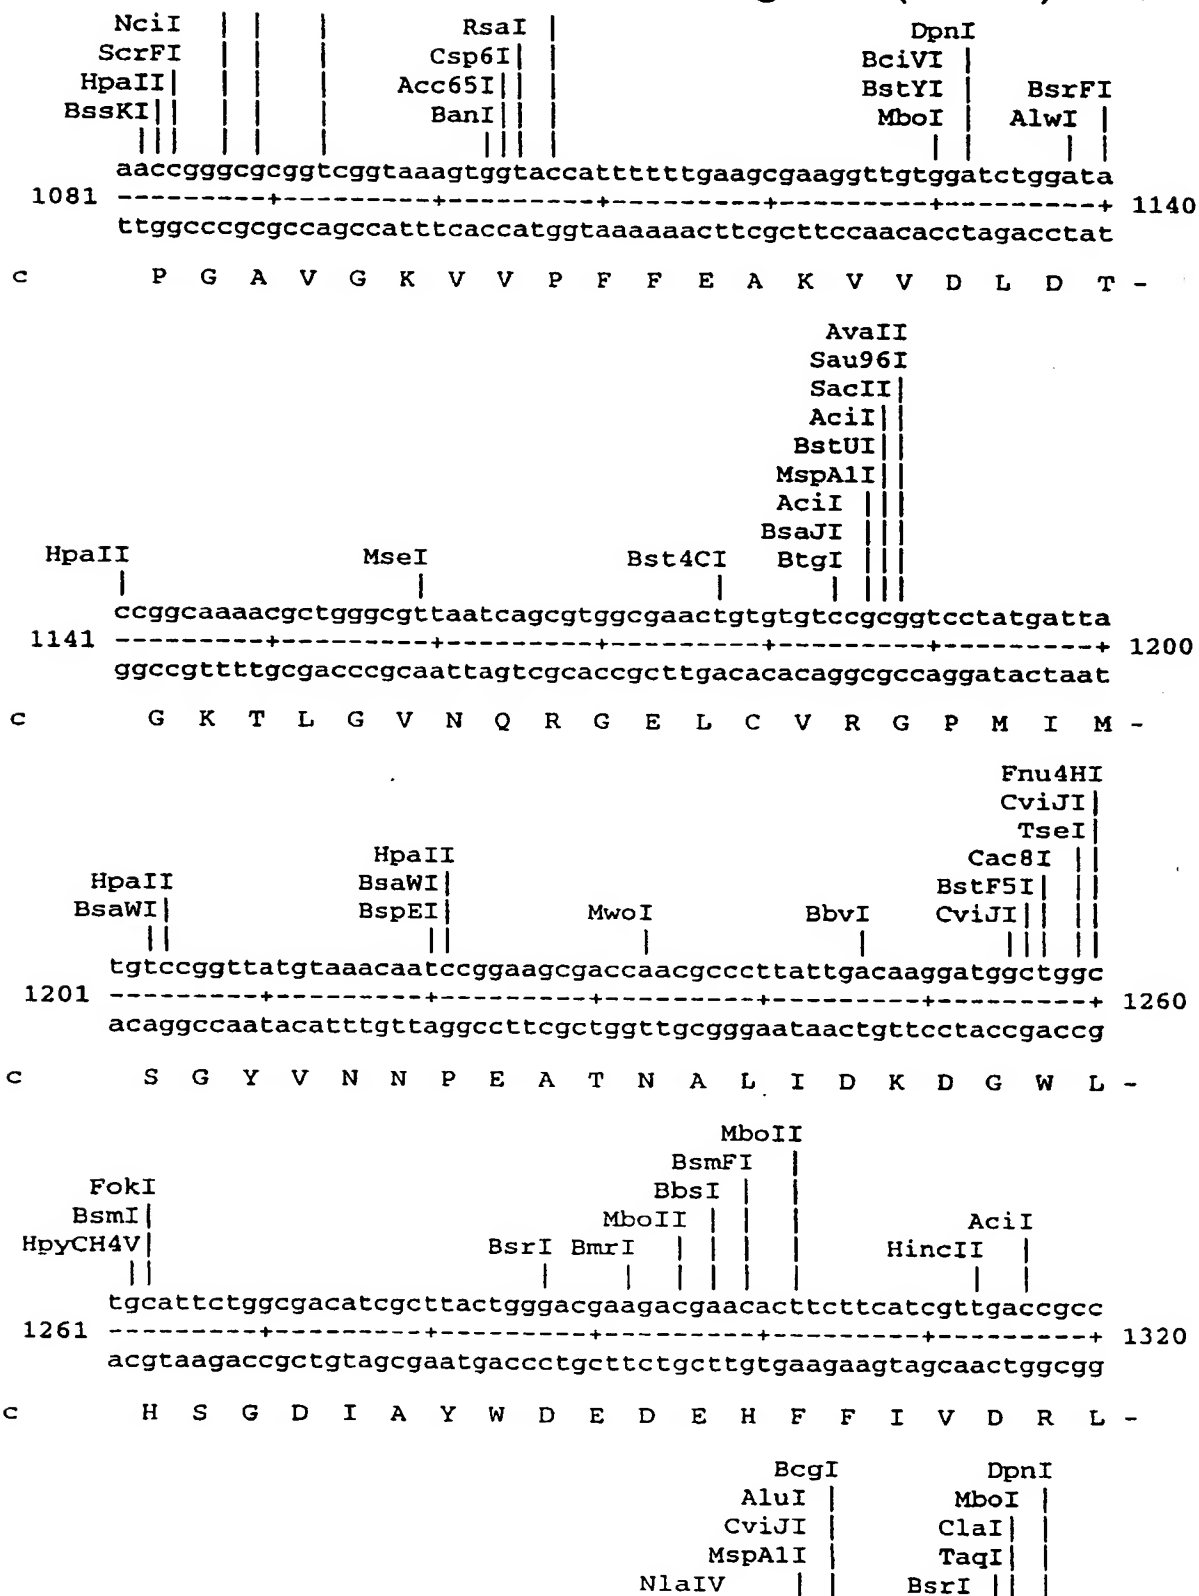 NciI | | | RsaI | DpnI
ScrFI | | | Csp6I| | BciVI |
HpaII| | | | Acc65I|| | BstYI | BsrFI
BssKI|| | | | BanI|| | MboI | AlwI |
||| | | | ||| | | | | |
aaccgggcgcggtcggtaaagtggtaccatttttttgaagcgaaggttgtggatctggata
1081 ---------+---------+---------+---------+---------+---------+ 1140
ttggcccgcgccagccatttcaccatggtaaaaaacttcgcttccaacacctagacctat
c P G A V G K V V P F F E A K V V D L D T -
AvaII
Sau96I
SacII|
AciI||
BstUI||
MspA1I||
AciI |||
BsaJI |||
HpaII MseI Bst4CI BtgI |||
| | | | |||
ccggcaaaacgctgggcgttaatcagcgtggcgaactgtgtgtccgcggtcctatgatta
1141 ---------+---------+---------+---------+---------+---------+ 1200
ggccgttttgcgacccgcaattagtcgcaccgcttgacacacaggcgccaggatactaat
c G K T L G V N Q R G E L C V R G P M I M -
Fnu4HI
CviJI|
TseI|
HpaII Cac8I ||
HpaII BsaWI| BstF5I| ||
BsaWI| BspEI| MwoI BbvI CviJI|| ||
|| || | | ||| ||
tgtccggttatgtaaacaatccggaagcgaccaacgcccttattgacaaggatggctggc
1201 ---------+---------+---------+---------+---------+---------+ 1260
acaggccaatacatttgttaggccttcgctggttgcgggaataactgttcctaccgaccg
c S G Y V N N P E A T N A L I D K D G W L -
MboII
BsmFI |
FokI BbsI | |
BsmI| MboII | | | AciI
HpyCH4V| BsrI BmrI | | | | HincII |
|| | | | | | | | |
tgcattctggcgacatcgcttactgggacgaagacgaacacttcttcatcgttgaccgcc
1261 ---------+---------+---------+---------+---------+---------+ 1320
acgtaagaccgctgtagcgaatgaccctgcttctgcttgtgaagaagtagcaactggcgg
c H S G D I A Y W D E D E H F F I V D R L -
BcgI DpnI
AluI | MboI |
CviJI | ClaI| |
MspA1I | TaqI| |
NlaIV | | BsrI || |